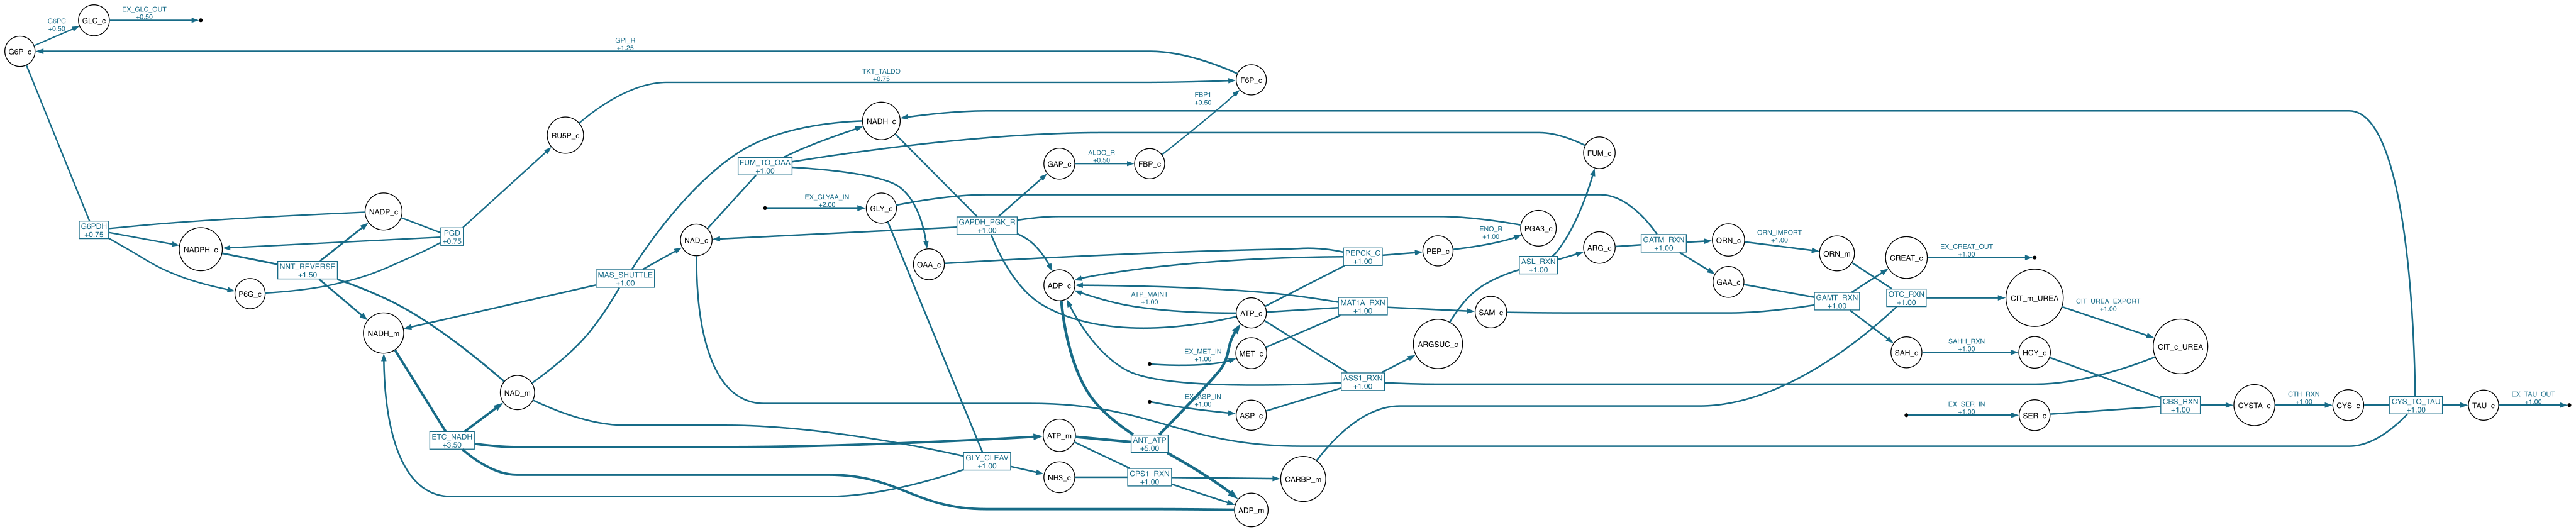 G6PC
+0.50
GLC_c
EX_GLC_OUT
+0.50
G6P_c
GPI_R
+1.25
TKT_TALDO
+0.75
F6P_c
FBP1
+0.50
NADH_c
RU5P_c
FUM_TO_OAA
+1.00
GAP_c
ALDO_R
+0.50
FBP_c
FUM_c
EX_GLYAA_IN
+2.00
GLY_c
NADP_c
G6PDH
+0.75
PGD
+0.75
NADPH_c
NAD_c
GAPDH_PGK_R
+1.00
PGA3_c
ENO_R
+1.00
ARG_c
GATM_RXN
+1.00
ORN_c
ORN_IMPORT
+1.00
ORN_m
CREAT_c
EX_CREAT_OUT
+1.00
NNT_REVERSE
+1.50
MAS_SHUTTLE
+1.00
OAA_c
PEPCK_C
+1.00
PEP_c
ASL_RXN
+1.00
P6G_c
ADP_c
ATP_MAINT
+1.00
ATP_c
MAT1A_RXN
+1.00
SAM_c
GAA_c
GAMT_RXN
+1.00
OTC_RXN
+1.00
CIT_m_UREA
CIT_UREA_EXPORT
+1.00
NADH_m
EX_MET_IN
+1.00
MET_c
ARGSUC_c
SAH_c
SAHH_RXN
+1.00
HCY_c
CIT_c_UREA
NAD_m
ASS1_RXN
+1.00
EX_ASP_IN
+1.00
ASP_c
EX_SER_IN
+1.00
SER_c
CBS_RXN
+1.00
CYSTA_c
CTH_RXN
+1.00
CYS_c
CYS_TO_TAU
+1.00
TAU_c
EX_TAU_OUT
+1.00
ETC_NADH
+3.50
ATP_m
ANT_ATP
+5.00
GLY_CLEAV
+1.00
NH3_c
CPS1_RXN
+1.00
CARBP_m
ADP_m